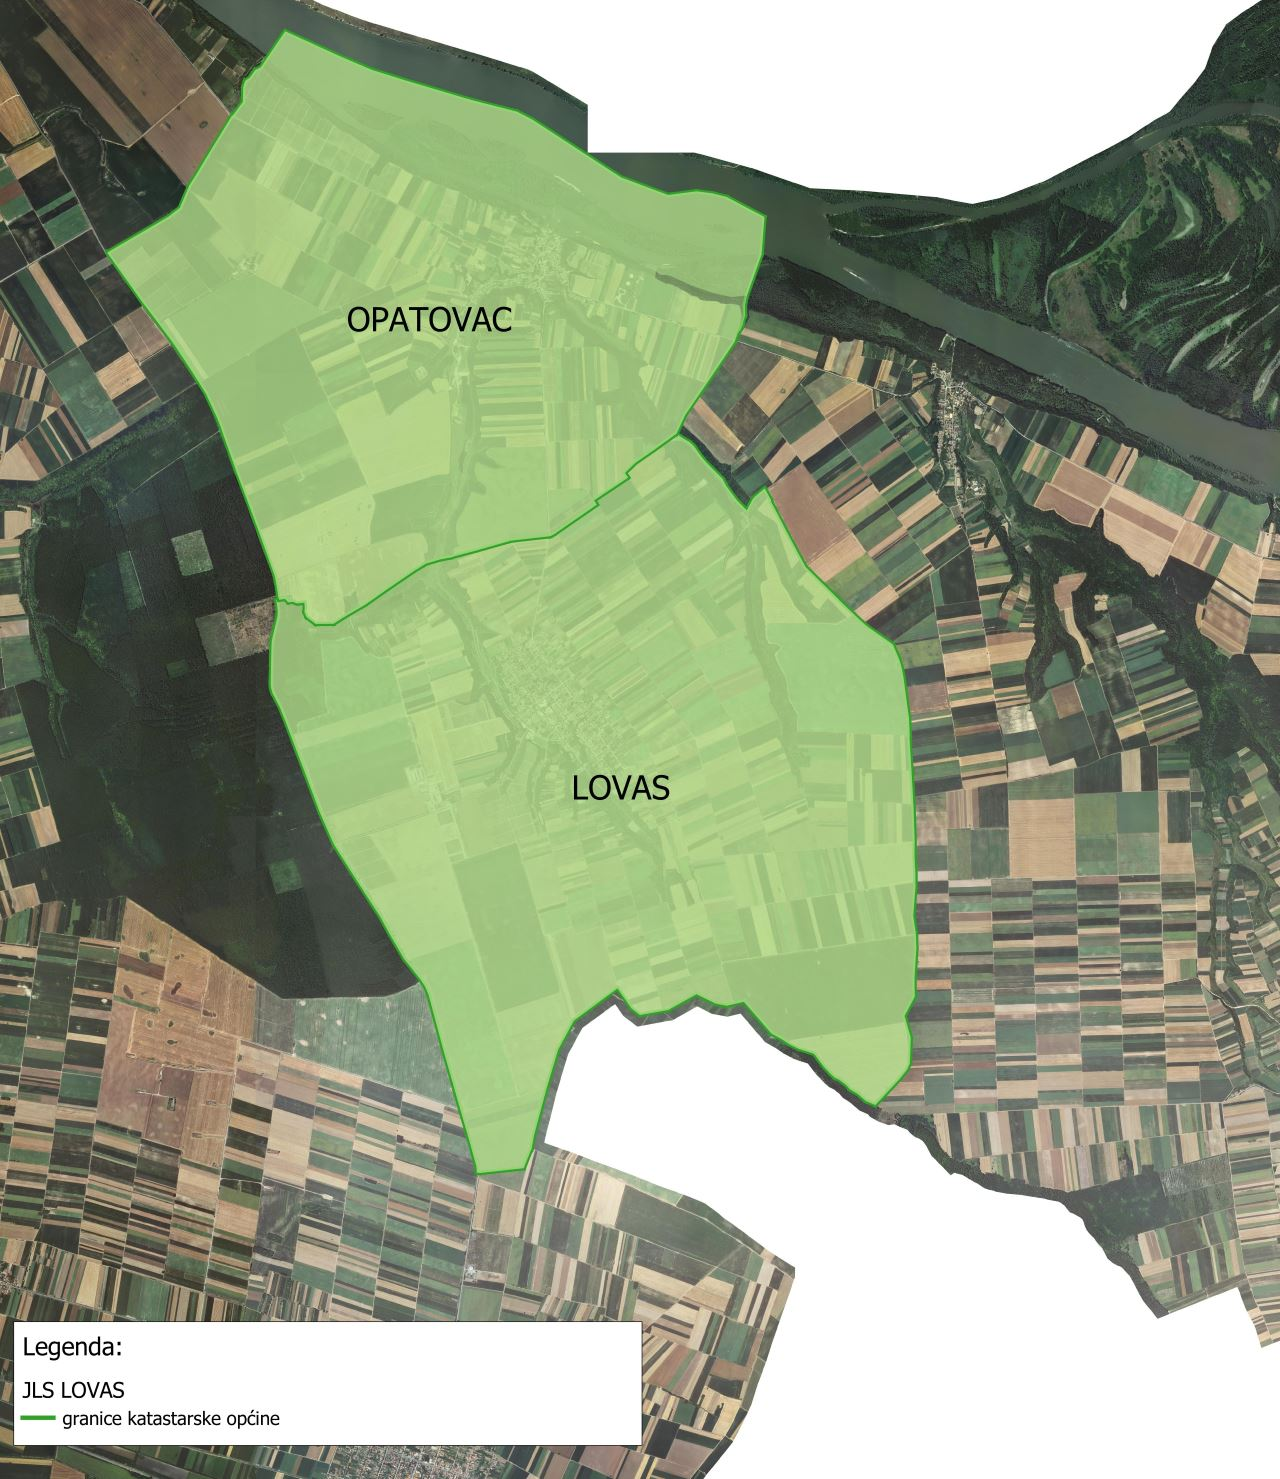 OPATOVAC
LOVAS
Legenda:
JLS LOVAS
granice katastarske općine